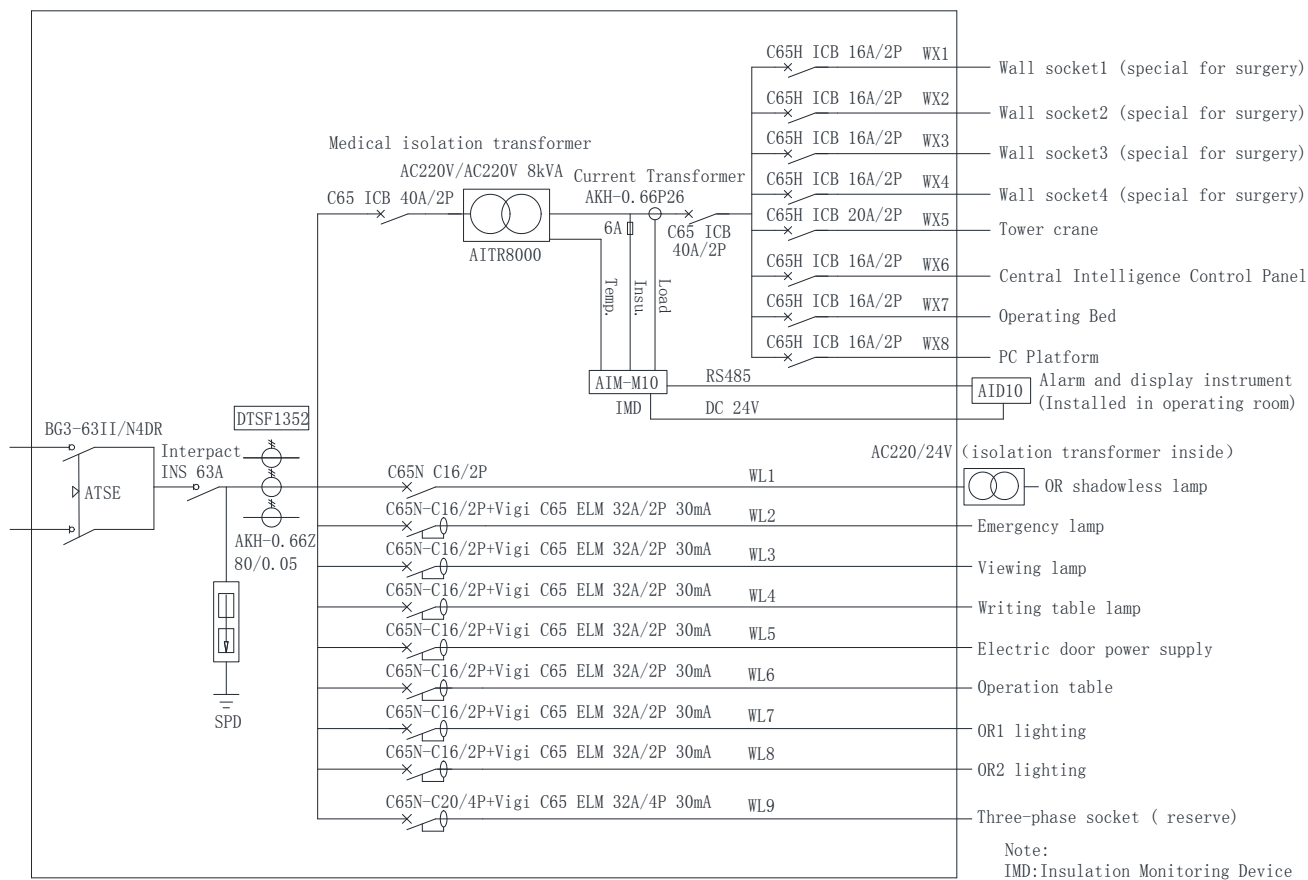 C65H ICB 16A/2P WX1
Wall socket1 (special for surgery)
C65H ICB 16A/2P WX2
Wall socket2 (special for surgery)
C65H ICB 16A/2P WX3
Wall socket3 (special for surgery)
C65H ICB 16A/2P WX4
Wall socket4 (special for surgery)
C65H ICB 20A/2P WX5
Tower crane
C65H ICB 16A/2P WX6
Central Intelligence Control Panel
C65H ICB 16A/2P WX7
Operating Bed
C65H ICB 16A/2P WX8
PC Platform
Medical isolation transformer
AC220V/AC220V 8kVA
C65 ICB 40A/2P
AITR8000
Current Transformer
AKH-0.66P26
6A
C65 ICB
40A/2P
Temp.
Insu.
Load
AIM-M10
IMD
RS485
DC 24V
AID10
Alarm and display instrument
(Installed in operating room)
BG3-63II/N4DR
ATSE
Interpact
INS 63A
DTSF1352
AKH-0.66Z
80/0.05
SPD
AC220/24V (isolation transformer inside)
C65N C16/2P WL1
OR shadowless lamp
C65N-C16/2P+Vigi C65 ELM 32A/2P 30mA WL2
Emergency lamp
C65N-C16/2P+Vigi C65 ELM 32A/2P 30mA WL3
Viewing lamp
C65N-C16/2P+Vigi C65 ELM 32A/2P 30mA WL4
Writing table lamp
C65N-C16/2P+Vigi C65 ELM 32A/2P 30mA WL5
Electric door power supply
C65N-C16/2P+Vigi C65 ELM 32A/2P 30mA WL6
Operation table
C65N-C16/2P+Vigi C65 ELM 32A/2P 30mA WL7
OR1 lighting
C65N-C16/2P+Vigi C65 ELM 32A/2P 30mA WL8
OR2 lighting
C65N-C20/4P+Vigi C65 ELM 32A/4P 30mA WL9
Three-phase socket ( reserve)
Note:
IMD:Insulation Monitoring Device